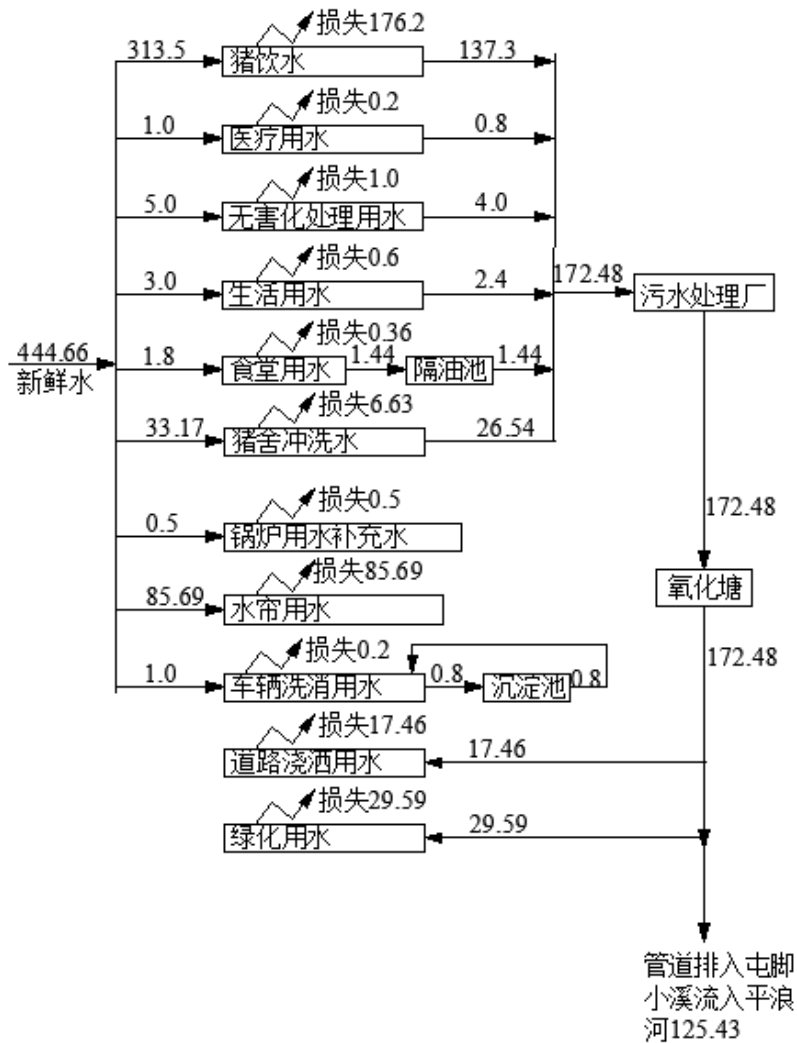 损失176.2
313.5
猪饮水
137.3
损失0.2
1.0
医疗用水
0.8
损失1.0
5.0
无害化处理用水
4.0
损失0.6
3.0
生活用水
2.4
172.48
污水处理厂
损失0.36
444.66
新鲜水
1.8
食堂用水
1.44
隔油池
1.44
损失6.63
33.17
猪舍冲洗水
26.54
损失0.5
0.5
锅炉用水补充水
172.48
损失85.69
85.69
水帘用水
氧化塘
损失0.2
1.0
车辆洗消用水
0.8
沉淀池
0.8
172.48
损失17.46
道路浇洒用水
17.46
损失29.59
绿化用水
29.59
管道排入屯脚
小溪流入平浪
河125.43